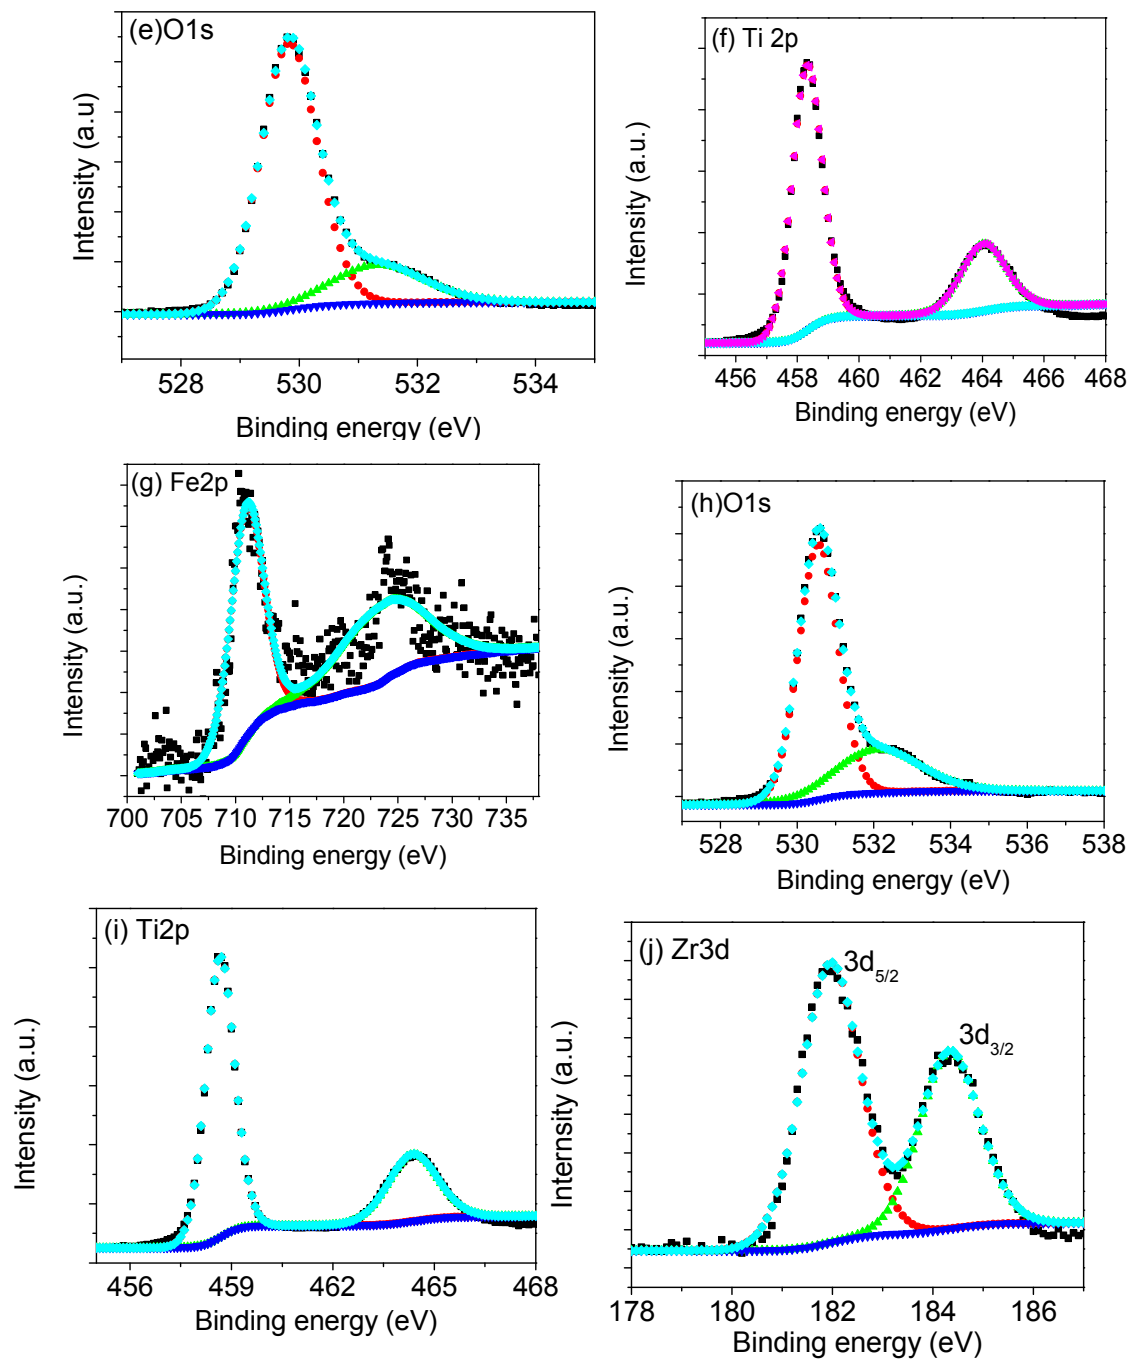 (e)O1s
Intensity (a.u)
528 530 532 534
Binding energy (eV)
(f) Ti 2p
Intensity (a.u.)
456 458 460 462 464 466 468
Binding energy (eV)
(g) Fe2p
Intensity (a.u.)
700 705 710 715 720 725 730 735
Binding energy (eV)
(h)O1s
Intensity (a.u.)
528 530 532 534 536 538
Binding energy (eV)
(i) Ti2p
Intensity (a.u.)
456 459 462 465 468
Binding energy (eV)
(j) Zr3d
3d5/2
3d3/2
Internsity (a.u.)
178 180 182 184 186
Binding energy (eV)